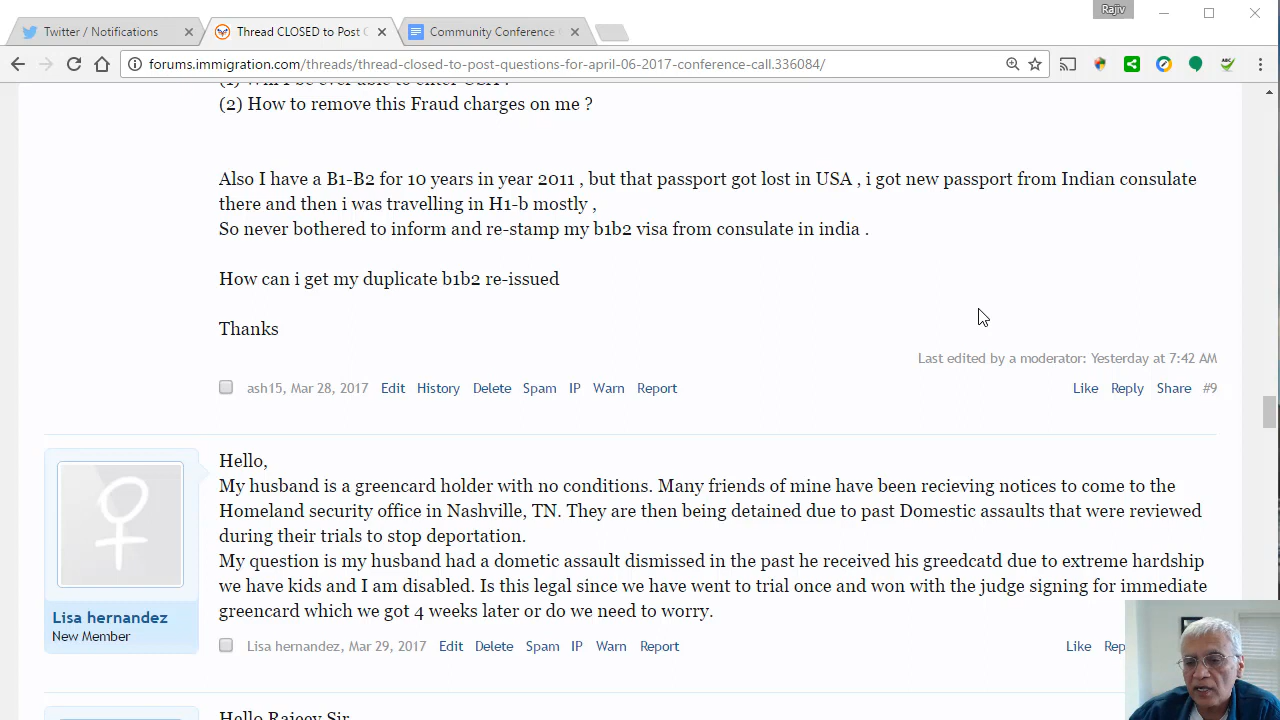 Rajiv
Twitter / Notifications
Thread CLOSED to Post
Community Conference
forums.immigration.com/threads/thread-closed-to-post-questions-for-april-06-2017-conference-call.336084/
(2) How to remove this Fraud charges on me ?
Also I have a B1-B2 for 10 years in year 2011 , but that passport got lost in USA , i got new passport from Indian consulate
there and then i was travelling in H1-b mostly ,
So never bothered to inform and re-stamp my b1b2 visa from consulate in india .
How can i get my duplicate b1b2 re-issued
Thanks
Last edited by a moderator: Yesterday at 7:42 AM
ash15, Mar 28, 2017 Edit History Delete Spam IP Warn Report Like Reply Share #9
Hello,
My husband is a greencard holder with no conditions. Many friends of mine have been recieving notices to come to the
Homeland security office in Nashville, TN. They are then being detained due to past Domestic assaults that were reviewed
during their trials to stop deportation.
My question is my husband had a dometic assault dismissed in the past he received his greedcatd due to extreme hardship
we have kids and I am disabled. Is this legal since we have went to trial once and won with the judge signing for immediate
greencard which we got 4 weeks later or do we need to worry.
Lisa hernandez
New Member
Lisa hernandez, Mar 29, 2017 Edit Delete Spam IP Warn Report Like Rep
Hello Rajeev Sir